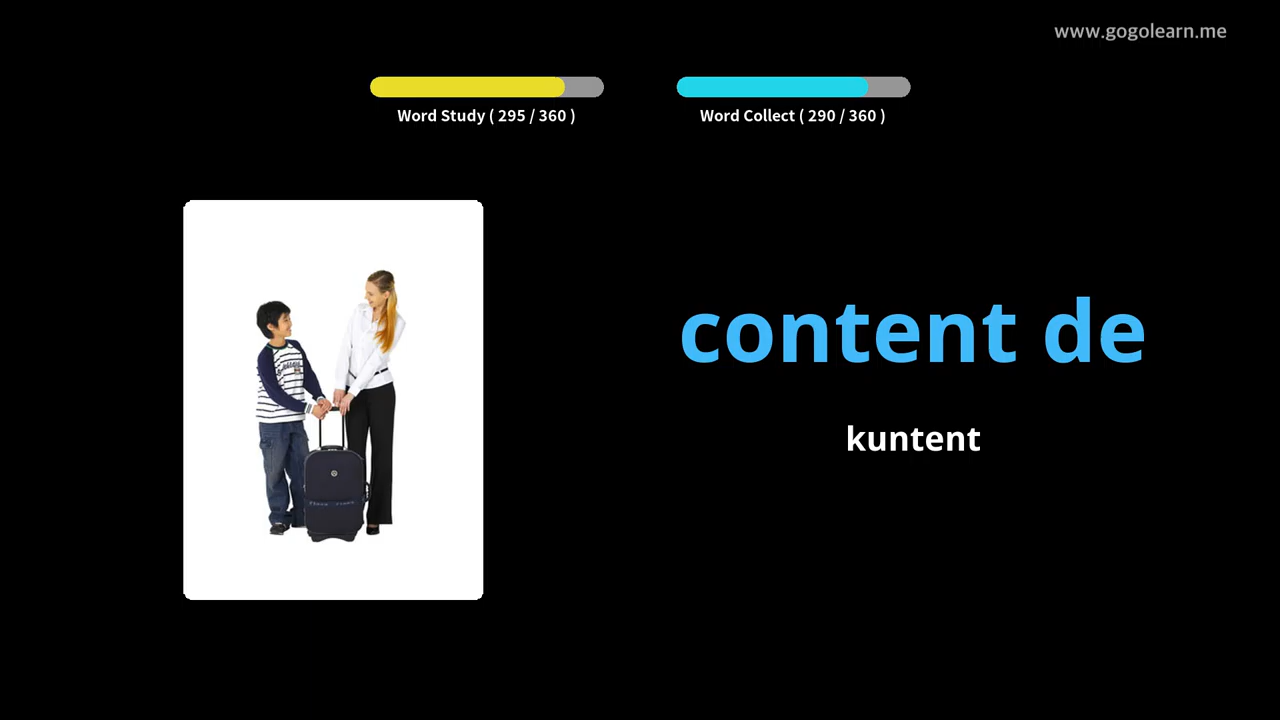 www.gogolearn.me
Word Study ( 295 / 360 )
Word Collect ( 290 / 360 )
content de
kuntent